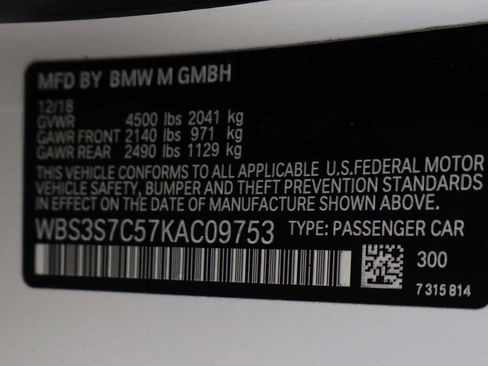 MFD BY BMW M GMBH
12/18
GVWR 4500 lbs 2041 kg
GAWR FRONT 2140 lbs 971 kg
GAWR REAR 2490 lbs 1129 kg
THIS VEHICLE CONFORMS TO ALL APPLICABLE U.S.FEDERAL MOTOR
VEHICLE SAFETY, BUMPER AND THEFT PREVENTION STANDARDS
IN EFFECT ON THE DATE OF MANUFACTURE SHOWN ABOVE.
WBS3S7C57KAC09753 TYPE: PASSENGER CAR
300
7 315 814